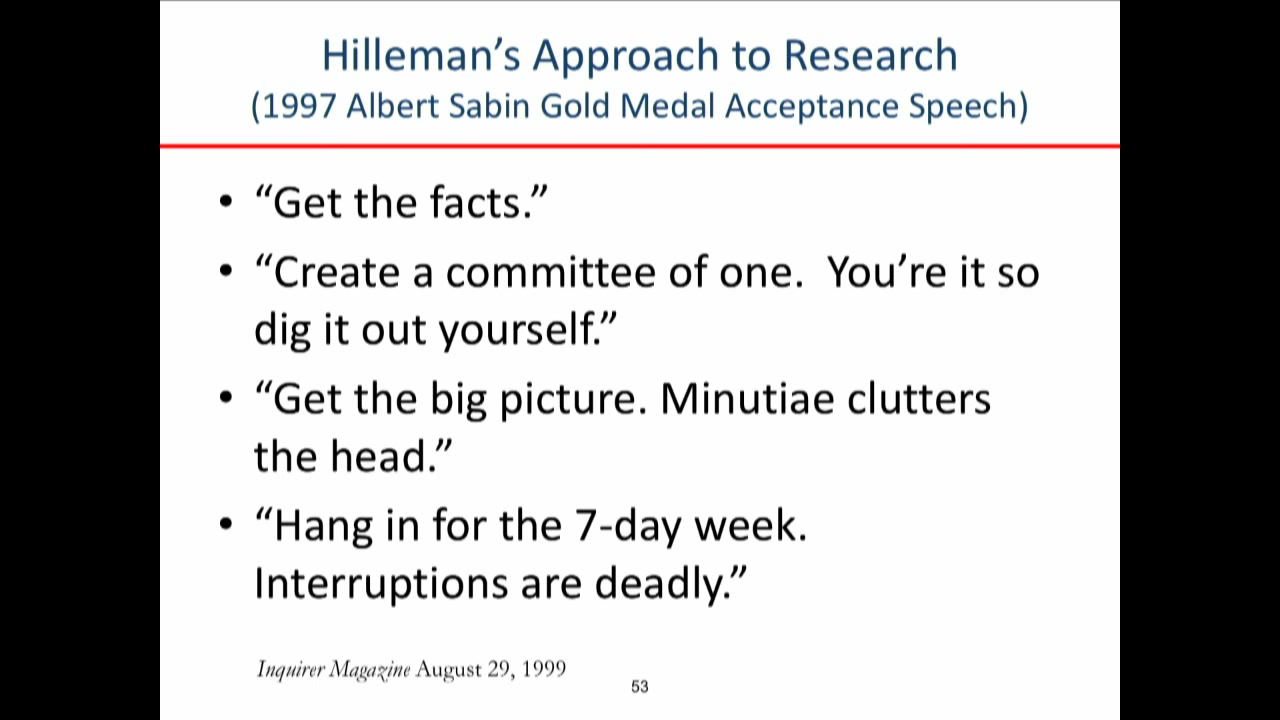 Hilleman’s Approach to Research
(1997 Albert Sabin Gold Medal Acceptance Speech)
• “Get the facts.”
• “Create a committee of one.  You’re it so
dig it out yourself.”
• “Get the big picture. Minutiae clutters
the head.”
• “Hang in for the 7-day week.
Interruptions are deadly.”
Inquirer Magazine August 29, 1999
53